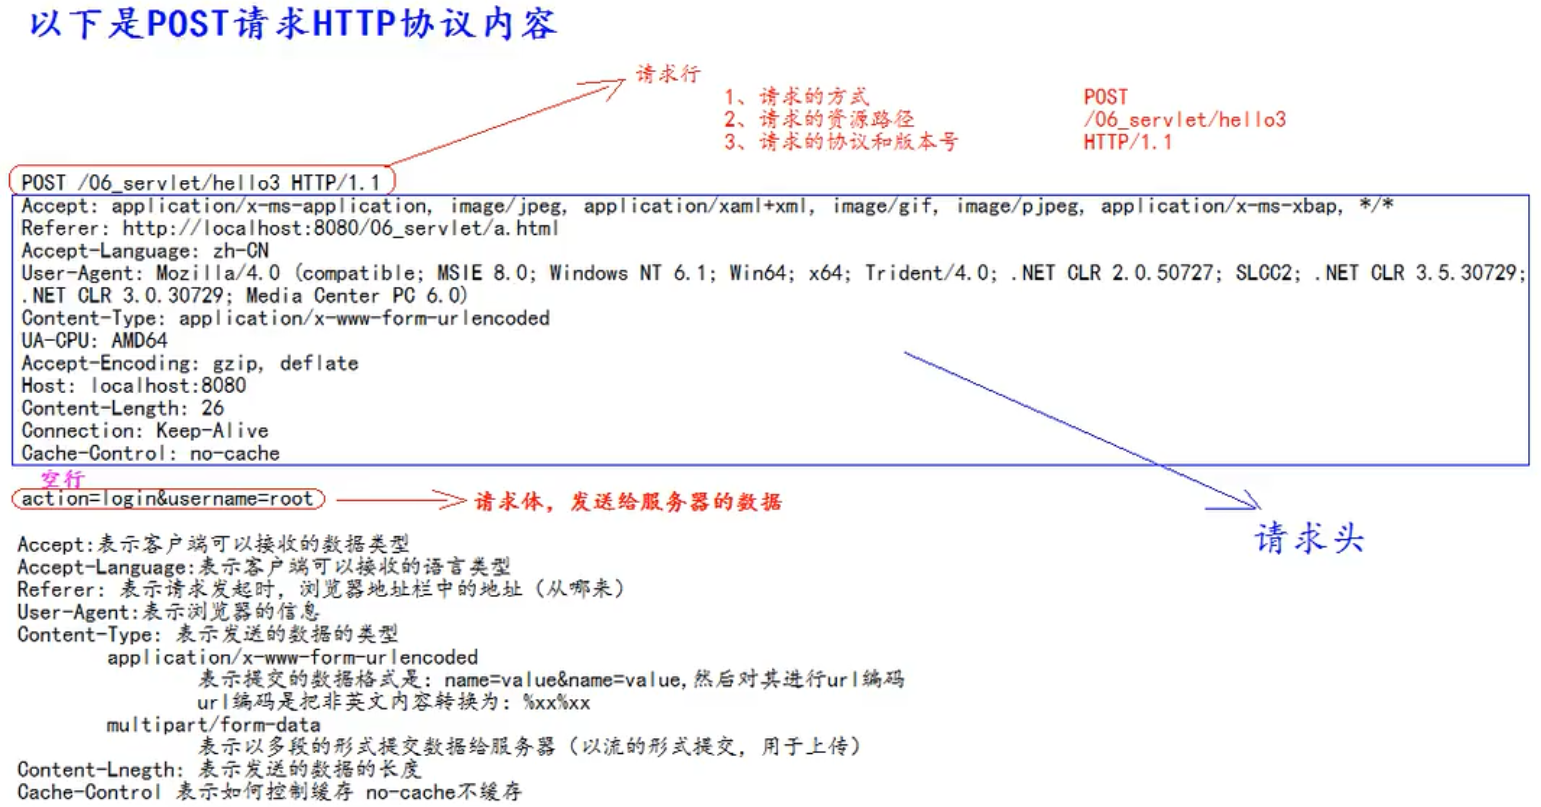 以下是POST请求HTTP协议内容
请求行
1、请求的方式 POST
2、请求的资源路径 /06_servlet/hello3
3、请求的协议和版本号 HTTP/1.1
POST /06_servlet/hello3 HTTP/1.1
Accept: application/x-ms-application, image/jpeg, application/xaml+xml, image/gif, image/pjpeg, application/x-ms-xbap, */*
Referer: http://localhost:8080/06_servlet/a.html
Accept-Language: zh-CN
User-Agent: Mozilla/4.0 (compatible; MSIE 8.0; Windows NT 6.1; Win64; x64; Trident/4.0; .NET CLR 2.0.50727; SLCC2; .NET CLR 3.5.30729;
.NET CLR 3.0.30729; Media Center PC 6.0)
Content-Type: application/x-www-form-urlencoded
UA-CPU: AMD64
Accept-Encoding: gzip, deflate
Host: localhost:8080
Content-Length: 26
Connection: Keep-Alive
Cache-Control: no-cache
空行
action=login&username=root
请求体，发送给服务器的数据
请求头
Accept:表示客户端可以接收的数据类型
Accept-Language:表示客户端可以接收的语言类型
Referer: 表示请求发起时，浏览器地址栏中的地址（从哪来）
User-Agent:表示浏览器的信息
Content-Type: 表示发送的数据的类型
application/x-www-form-urlencoded
表示提交的数据格式是: name=value&name=value,然后对其进行url编码
url编码是把非英文内容转换为: %xx%xx
multipart/form-data
表示以多段的形式提交数据给服务器（以流的形式提交，用于上传）
Content-Lnegth: 表示发送的数据的长度
Cache-Control 表示如何控制缓存 no-cache不缓存